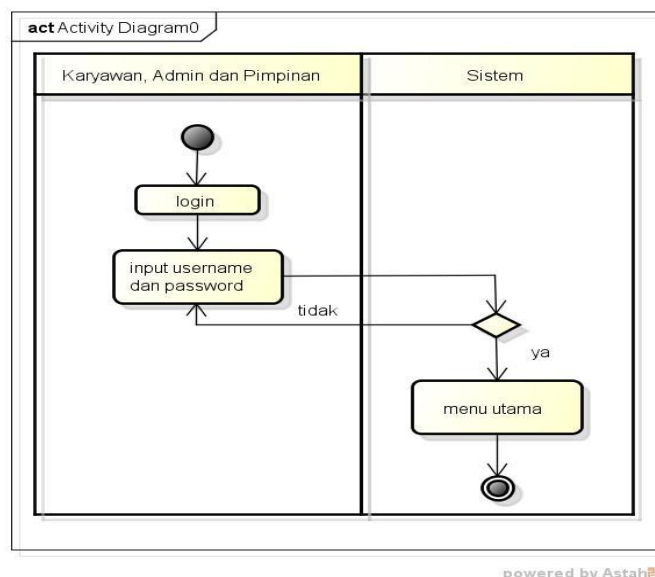 act Activity Diagram0
Karyawan, Admin dan Pimpinan
Sistem
login
input username
dan password
tidak
ya
menu utama
powered by Astah